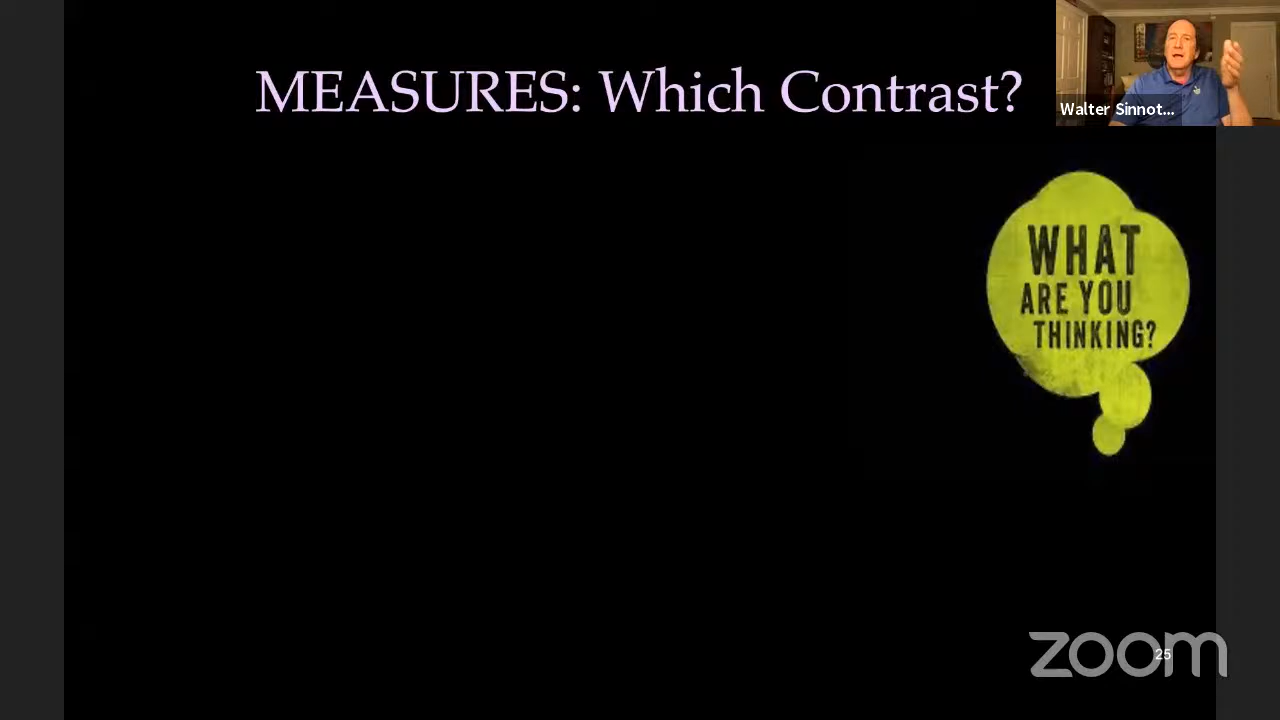 MEASURES: Which Contrast?
Walter Sinnot...
WHAT
ARE YOU
THINKING?
zoom
25